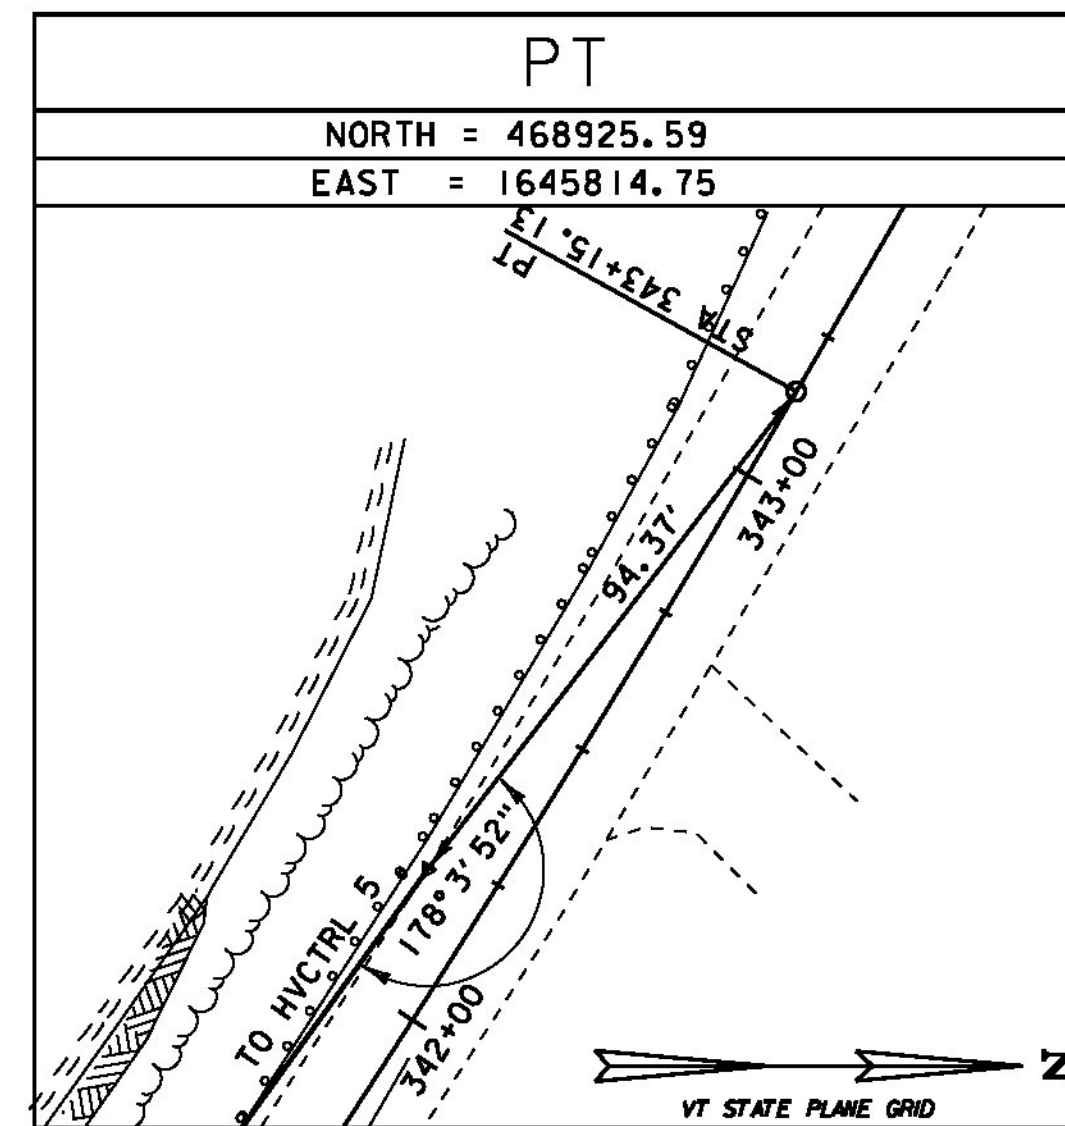 PT
NORTH = 468925.59
EAST = 1645814.75
STA 343+15.13
PT
343+00
94.37'
178° 3' 52"
TO HVCTRL 5
342+00
N
VT STATE PLANE GRID